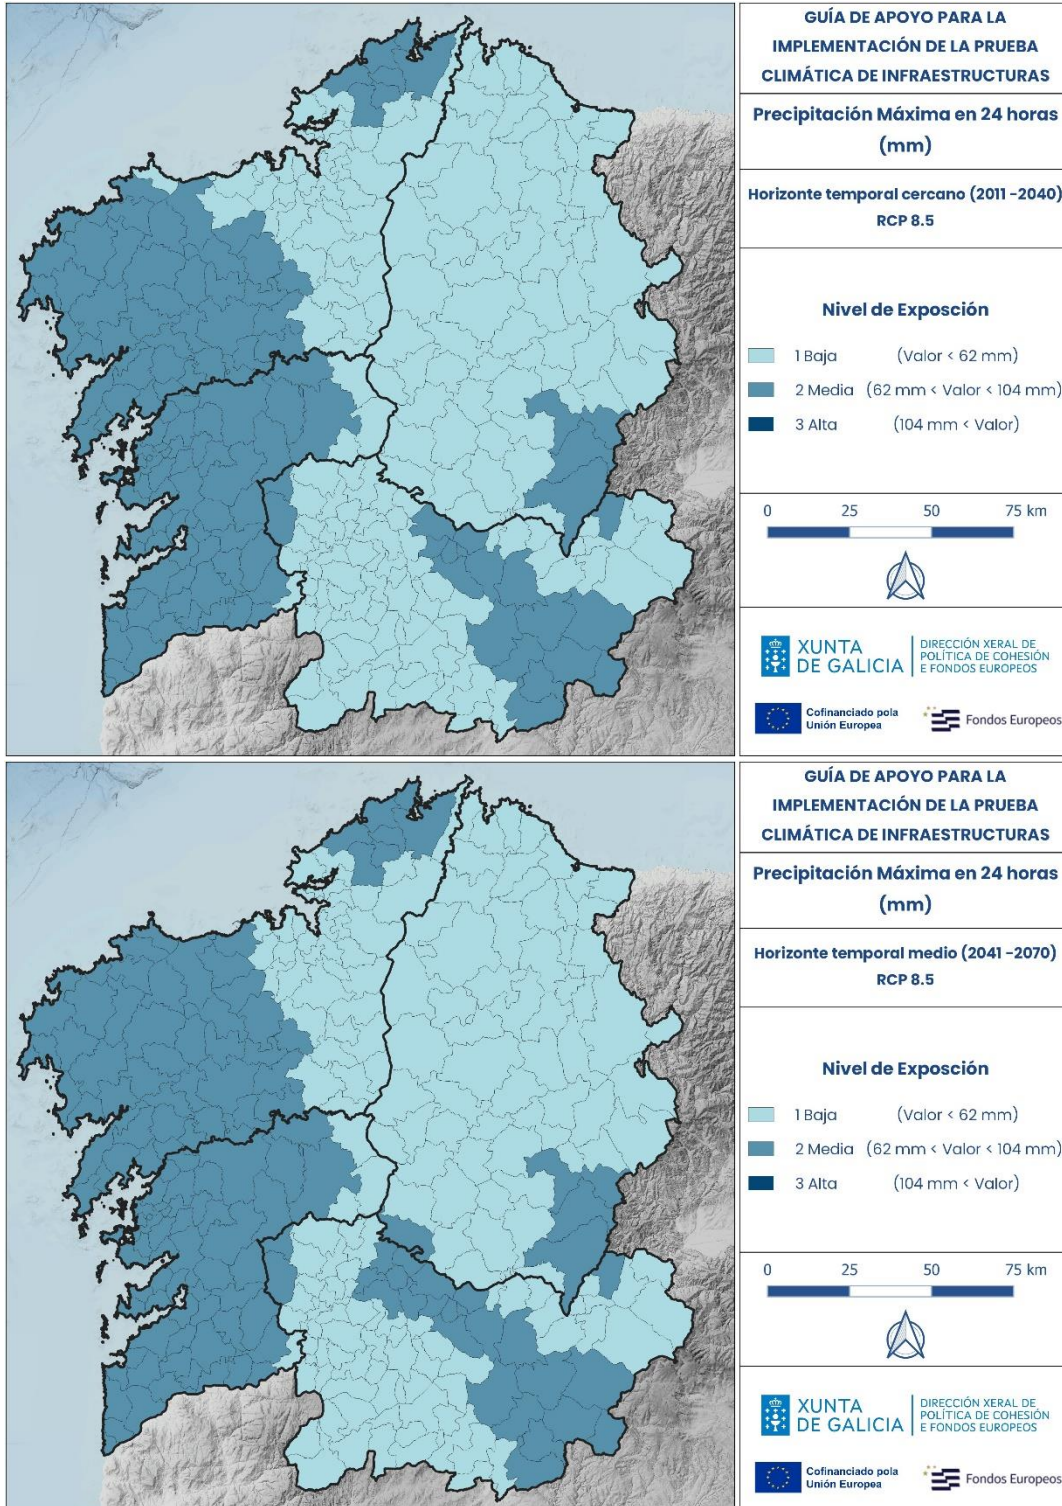 GUÍA DE APOYO PARA LA
IMPLEMENTACIÓN DE LA PRUEBA
CLIMÁTICA DE INFRAESTRUCTURAS
Precipitación Máxima en 24 horas
(mm)
Horizonte temporal cercano (2011 -2040)
RCP 8.5
Nivel de Exposción
1 Baja (Valor < 62 mm)
2 Media (62 mm < Valor < 104 mm)
3 Alta (104 mm < Valor)
0 25 50 75 km
XUNTA
DE GALICIA
DIRECCIÓN XERAL DE
POLÍTICA DE COHESIÓN
E FONDOS EUROPEOS
Cofinanciado pola
Unión Europea
Fondos Europeos
GUÍA DE APOYO PARA LA
IMPLEMENTACIÓN DE LA PRUEBA
CLIMÁTICA DE INFRAESTRUCTURAS
Precipitación Máxima en 24 horas
(mm)
Horizonte temporal medio (2041 -2070)
RCP 8.5
Nivel de Exposción
1 Baja (Valor < 62 mm)
2 Media (62 mm < Valor < 104 mm)
3 Alta (104 mm < Valor)
0 25 50 75 km
XUNTA
DE GALICIA
DIRECCIÓN XERAL DE
POLÍTICA DE COHESIÓN
E FONDOS EUROPEOS
Cofinanciado pola
Unión Europea
Fondos Europeos